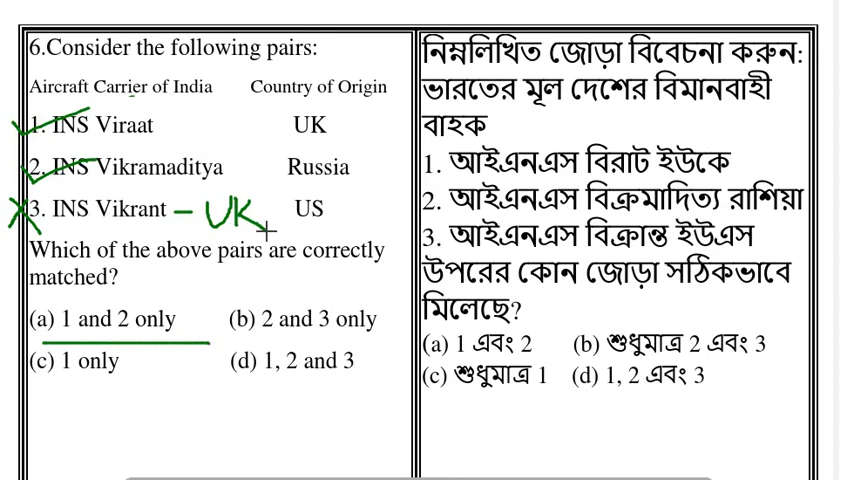 6.Consider the following pairs:
Aircraft Carrier of India Country of Origin
1. INS Viraat UK
2. INS Vikramaditya Russia
3. INS Vikrant - UK US
Which of the above pairs are correctly
matched?
(a) 1 and 2 only (b) 2 and 3 only
(c) 1 only (d) 1, 2 and 3
নিম্নলিখিত জোড়া বিবেচনা করুন:
ভারতের মূল দেশের বিমানবাহী
বাহক
1. আইএনএস বিরাট ইউকে
2. আইএনএস বিক্রমাদিত্য রাশিয়া
3. আইএনএস বিক্রান্ত ইউএস
উপরের কোন জোড়া সঠিকভাবে
মিলেছে?
(a) 1 এবং 2 (b) শুধুমাত্র 2 এবং 3
(c) শুধুমাত্র 1 (d) 1, 2 এবং 3